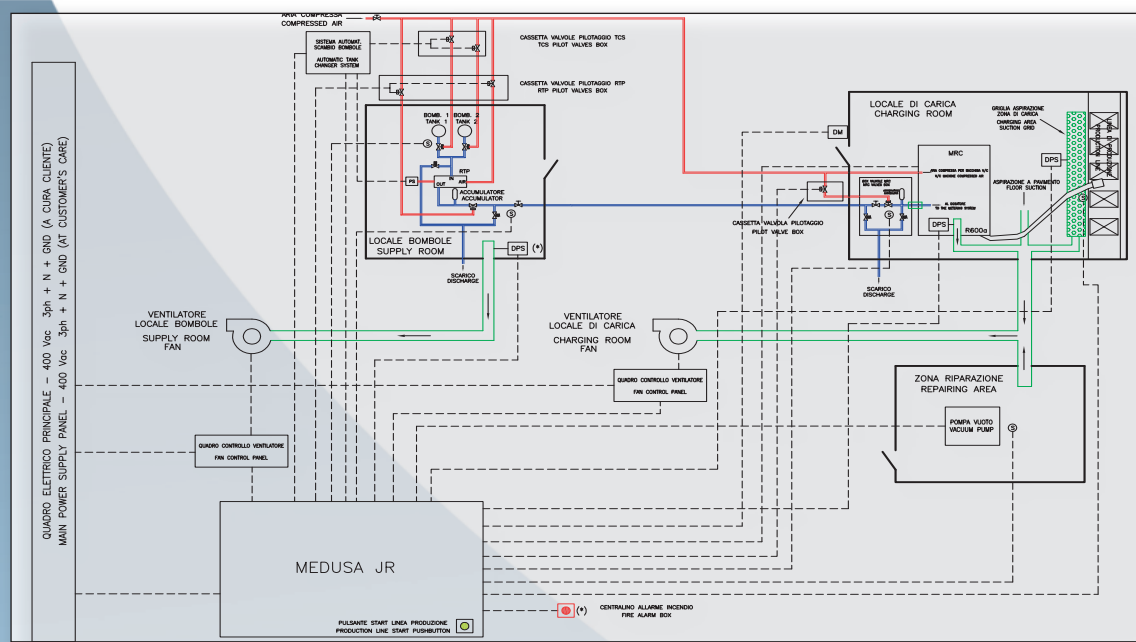 ARIA COMPRESSA
COMPRESSED AIR
SISTEMA AUTOMAT.
SCAMBIO BOMBOLE
AUTOMATIC TANK
CHANGER SYSTEM
CASSETTA VALVOLE PILOTAGGIO TCS
TCS PILOT VALVES BOX
CASSETTA VALVOLE PILOTAGGIO RTP
RTP PILOT VALVES BOX
BOMB. 1
TANK 1
BOMB. 2
TANK 2
S
RTP
IN
OUT
AIR
PS
ACCUMULATORE
ACCUMULATOR
S
LOCALE BOMBOLE
SUPPLY ROOM
DPS
(*)
SCARICO
DISCHARGE
LOCALE DI CARICA
CHARGING ROOM
DM
MRC
GRIGLIA ASPIRAZIONE
ZONA DI CARICA
CHARGING AREA
SUCTION GRID
LINEA DI PRODUZIONE
PRODUCTION LINE
DPS
ASPIRAZIONE A PAVIMENTO
FLOOR SUCTION
S
S
DPS
R600a
CASSETTA VALVOLA PILOTAGGIO
PILOT VALVE BOX
SCARICO
DISCHARGE
VENTILATORE
LOCALE BOMBOLE
SUPPLY ROOM
FAN
VENTILATORE
LOCALE DI CARICA
CHARGING ROOM
FAN
QUADRO CONTROLLO VENTILATORE
FAN CONTROL PANEL
QUADRO CONTROLLO VENTILATORE
FAN CONTROL PANEL
ZONA RIPARAZIONE
REPAIRING AREA
POMPA VUOTO
VACUUM PUMP
S
QUADRO ELETTRICO PRINCIPALE – 400 Vac 3ph + N + GND (A CURA CLIENTE)
MAIN POWER SUPPLY PANEL – 400 Vac 3ph + N + GND (AT CUSTOMER'S CARE)
MEDUSA JR
PULSANTE START LINEA PRODUZIONE
PRODUCTION LINE START PUSHBUTTON
(*)
CENTRALINO ALLARME INCENDIO
FIRE ALARM BOX